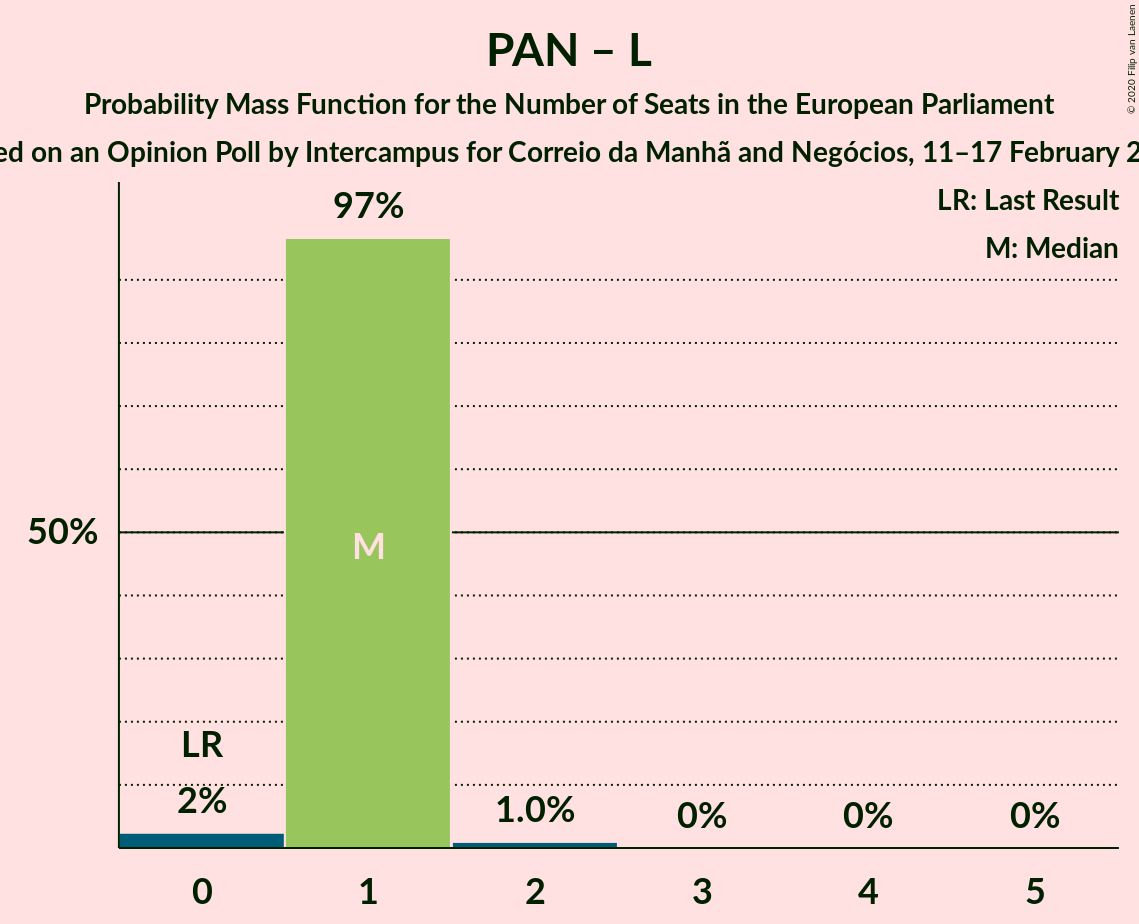 PAN – L
Probability Mass Function for the Number of Seats in the European Parliament
on an Opinion Poll by Intercampus for Correio da Manhã and Negócios, 11–17 February
© 2020 Filip van Laenen
LR: Last Result
M: Median
97%
50%
M
LR
2%
1.0%
0%
0%
0%
0
1
2
3
4
5